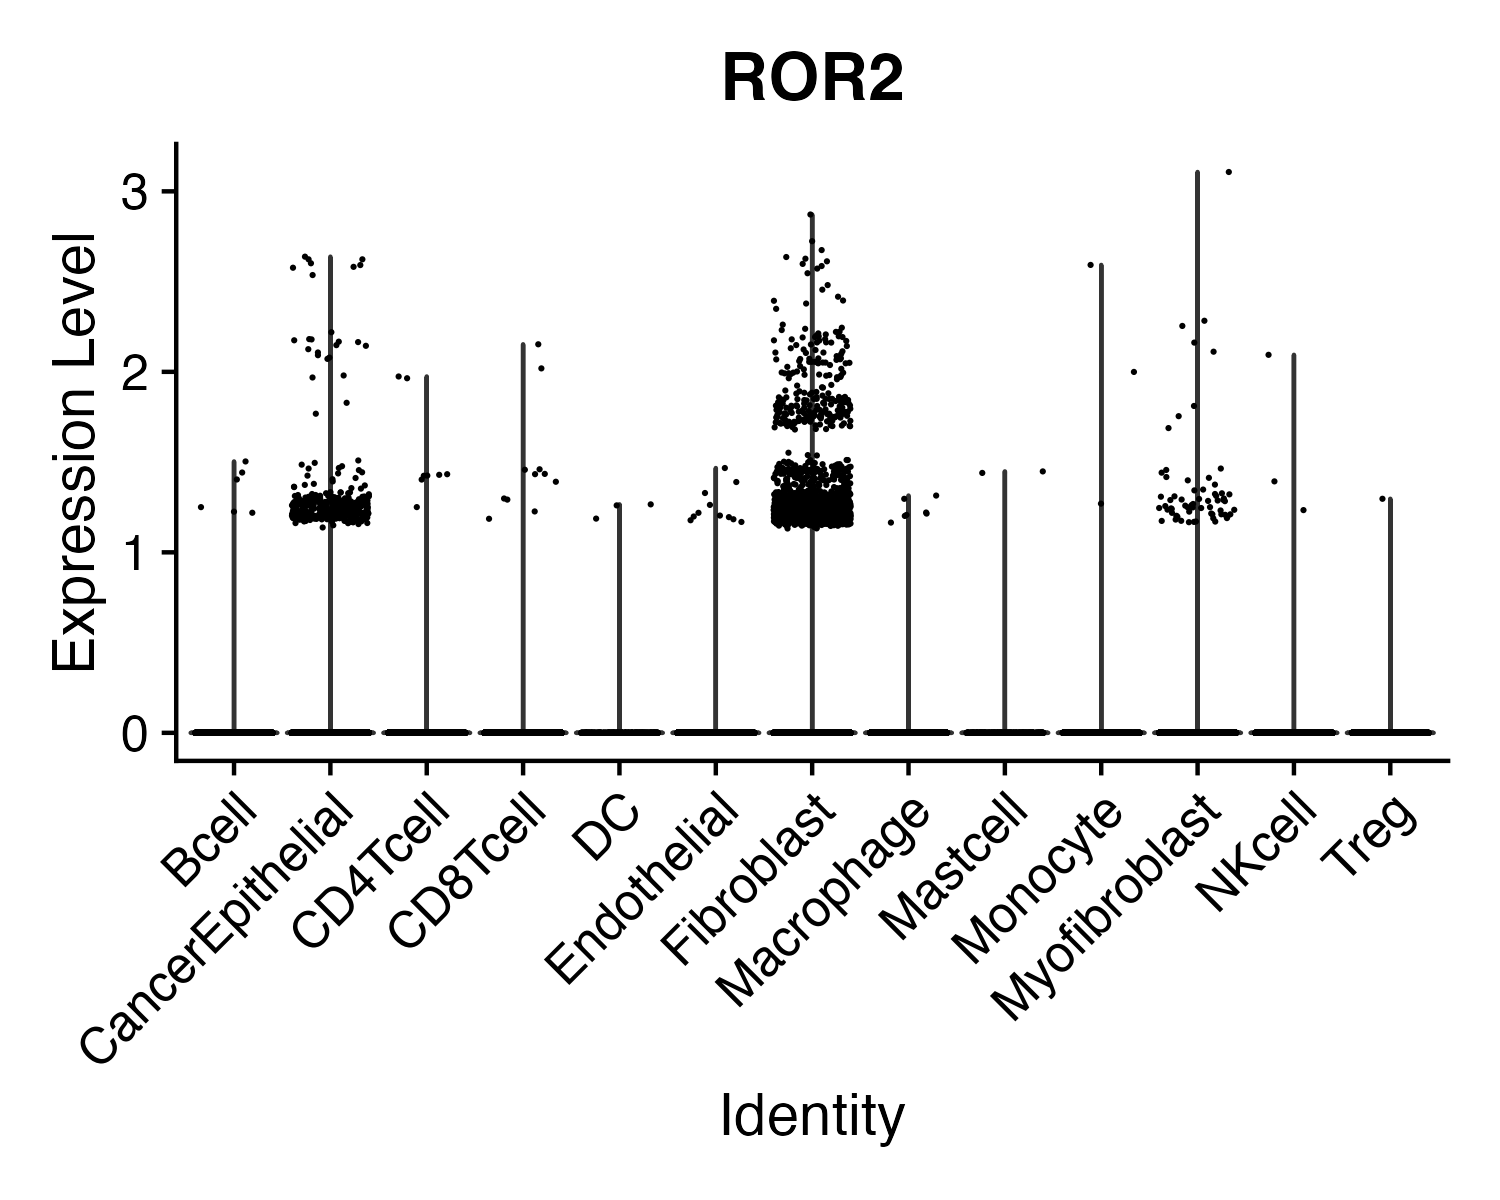 ROR2
Expression Level
3
2
1
0
Bcell
CancerEpithelial
CD4Tcell
CD8Tcell
DC
Endothelial
Fibroblast
Macrophage
Mastcell
Monocyte
Myofibroblast
NKcell
Treg
Identity